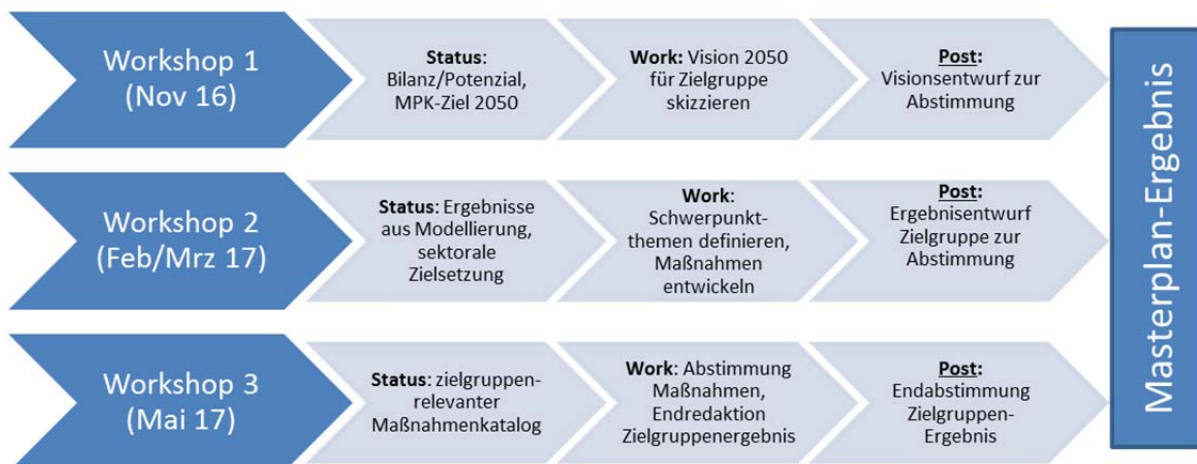 Workshop 1
(Nov 16)
Status:
Bilanz/Potenzial,
MPK-Ziel 2050
Work: Vision 2050
für Zielgruppe
skizzieren
Post:
Visionsentwurf zur
Abstimmung
Workshop 2
(Feb/Mrz 17)
Status: Ergebnisse
aus Modellierung,
sektorale
Zielsetzung
Work:
Schwerpunkt-
themen definieren,
Maßnahmen
entwickeln
Post:
Ergebnisentwurf
Zielgruppe zur
Abstimmung
Workshop 3
(Mai 17)
Status: zielgruppen-
relevanter
Maßnahmenkatalog
Work: Abstimmung
Maßnahmen,
Endredaktion
Zielgruppenergebnis
Post:
Endabstimmung
Zielgruppen-
Ergebnis
Masterplan-Ergebnis